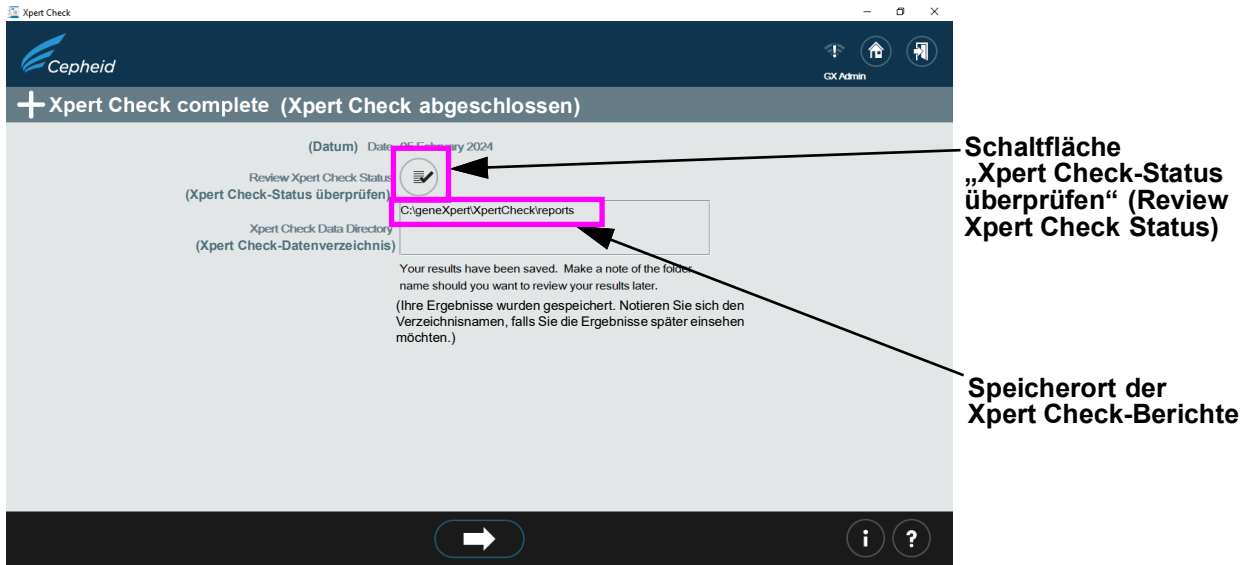 Xpert Check
Cepheid
GX Admin
Xpert Check complete (Xpert Check abgeschlossen)
(Datum) Date 05 February 2024
Review Xpert Check Status
(Xpert Check-Status überprüfen)
C:\geneXpert\XpertCheck\reports
Xpert Check Data Directory
(Xpert Check-Datenverzeichnis)
Your results have been saved. Make a note of the folder
name should you want to review your results later.
(Ihre Ergebnisse wurden gespeichert. Notieren Sie sich den
Verzeichnisnamen, falls Sie die Ergebnisse später einsehen
möchten.)
Schaltfläche
„Xpert Check-Status
überprüfen“ (Review
Xpert Check Status)
Speicherort der
Xpert Check-Berichte
i ?